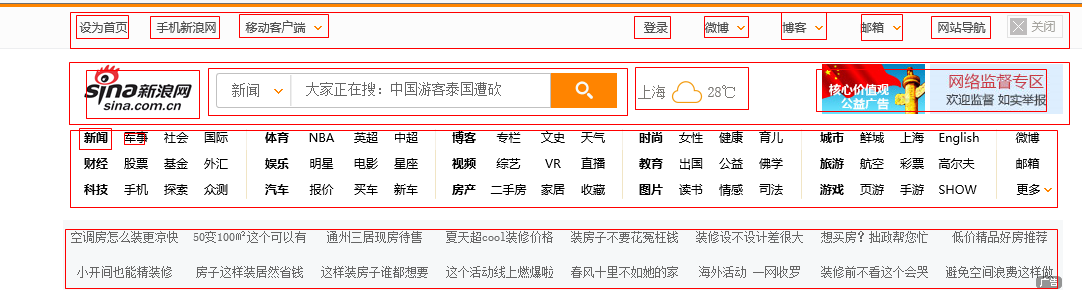 设为首页 手机新浪网 移动客户端 登录 微博 博客 邮箱 网站导航 关闭
sina新浪网
sina.com.cn
新闻 大家正在搜：中国游客泰国遭砍 上海 28℃
核心价值观
公益广告
网络监督专区
欢迎监督 如实举报
新闻 军事 社会 国际 体育 NBA 英超 中超 博客 专栏 文史 天气 时尚 女性 健康 育儿 城市 鲜城 上海 English 微博
财经 股票 基金 外汇 娱乐 明星 电影 星座 视频 综艺 VR 直播 教育 出国 公益 佛学 旅游 航空 彩票 高尔夫 邮箱
科技 手机 探索 众测 汽车 报价 买车 新车 房产 二手房 家居 收藏 图片 读书 情感 司法 游戏 页游 手游 SHOW 更多
空调房怎么装更凉快 50变100㎡这个可以有 通州三居现房待售 夏天超cool装修价格 装房子不要花冤枉钱 装修设不设计差很大 想买房？拙政帮您忙 低价精品好房推荐
小开间也能精装修 房子这样装居然省钱 这样装房子谁都想要 这个活动线上燃爆啦 春风十里不如她的家 海外活动 一网收罗 装修前不看这个会哭 避免空间浪费这样做
广告